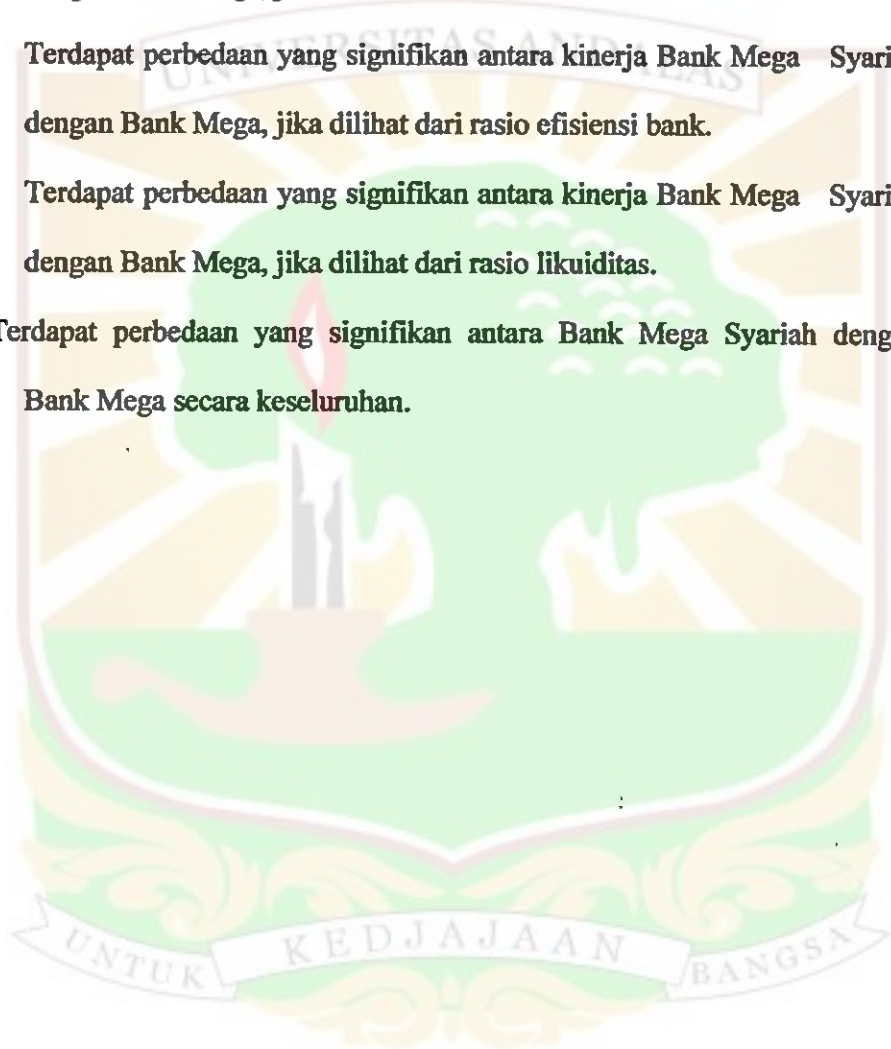 UNIVERSITAS ANDALAS
Terdapat perbedaan yang signifikan antara kinerja Bank Mega Syari
dengan Bank Mega, jika dilihat dari rasio efisiensi bank.
Terdapat perbedaan yang signifikan antara kinerja Bank Mega Syari
dengan Bank Mega, jika dilihat dari rasio likuiditas.
Terdapat perbedaan yang signifikan antara Bank Mega Syariah deng
Bank Mega secara keseluruhan.
UNTUK KEDJAJAAN BANGSA